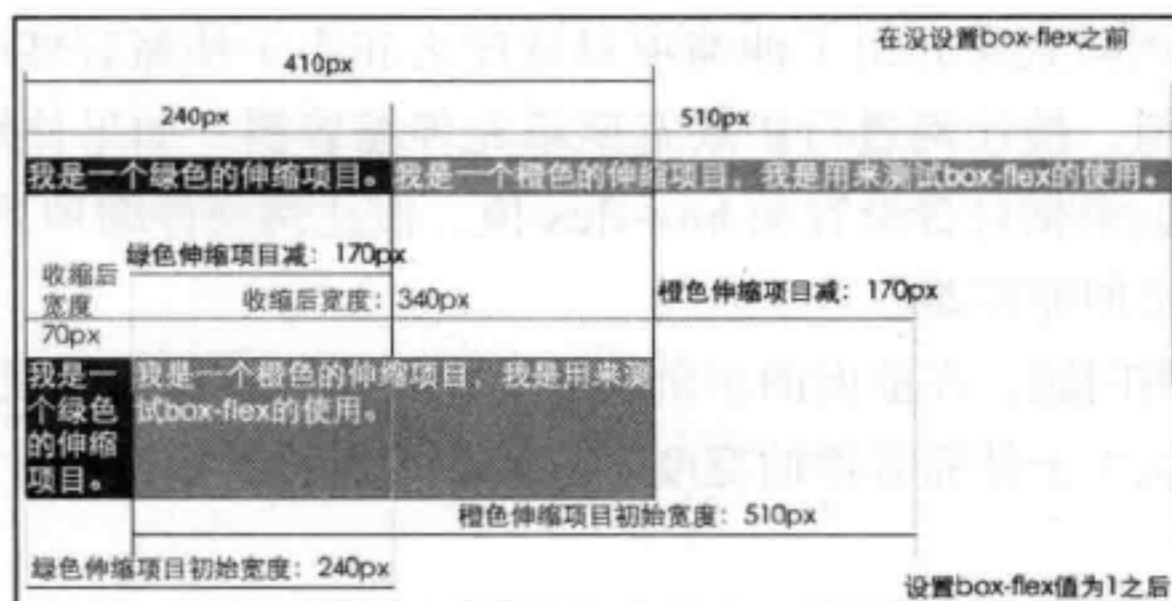 在没设置box-flex之前
410px
240px
510px
我是一个绿色的伸缩项目。我是一个橙色的伸缩项目，我是用来测试box-flex的使用。
绿色伸缩项目减：170px
收缩后
宽度
70px
收缩后宽度：340px
橙色伸缩项目减：170px
我是一
个绿色
的伸缩
项目。
我是一个橙色的伸缩项目，我是用来测
试box-flex的使用。
橙色伸缩项目初始宽度：510px
绿色伸缩项目初始宽度：240px
设置box-flex值为1之后